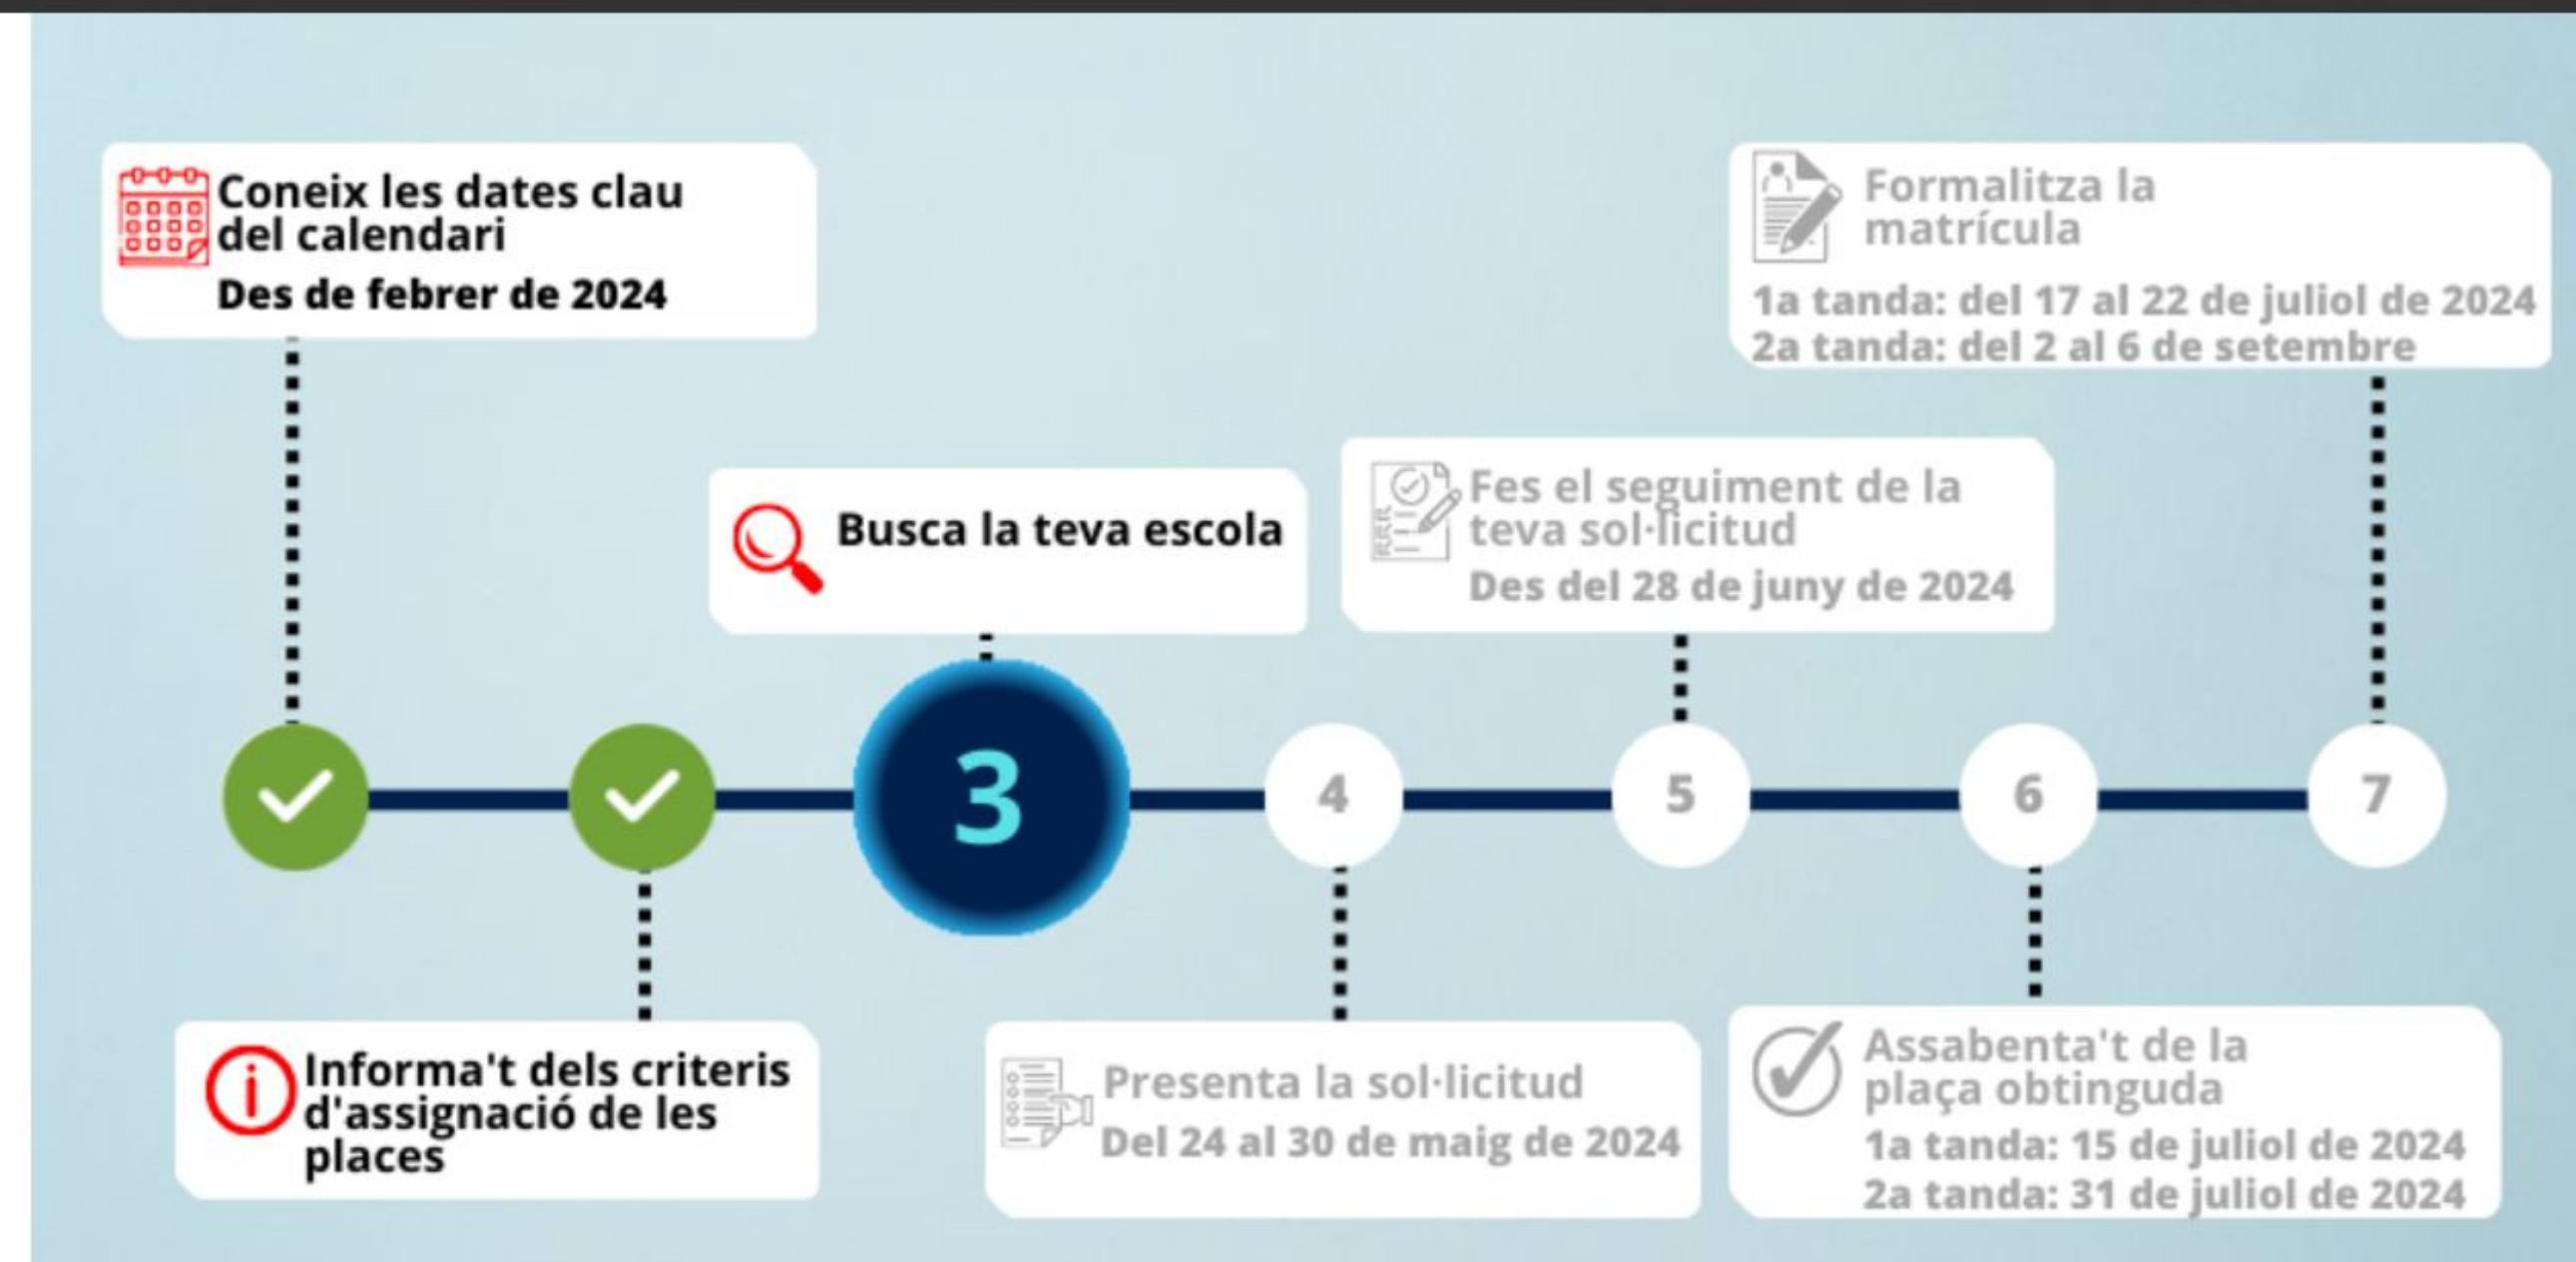 Coneix les dates clau
del calendari
Des de febrer de 2024
Formalitza la
matrícula
1a tanda: del 17 al 22 de juliol de 2024
2a tanda: del 2 al 6 de setembre
Busca la teva escola
Fes el seguiment de la
teva sol·licitud
Des del 28 de juny de 2024
3
4
5
6
7
Informa't dels criteris
d'assignació de les
places
Presenta la sol·licitud
Del 24 al 30 de maig de 2024
Assabenta't de la
plaça obtinguda
1a tanda: 15 de juliol de 2024
2a tanda: 31 de juliol de 2024